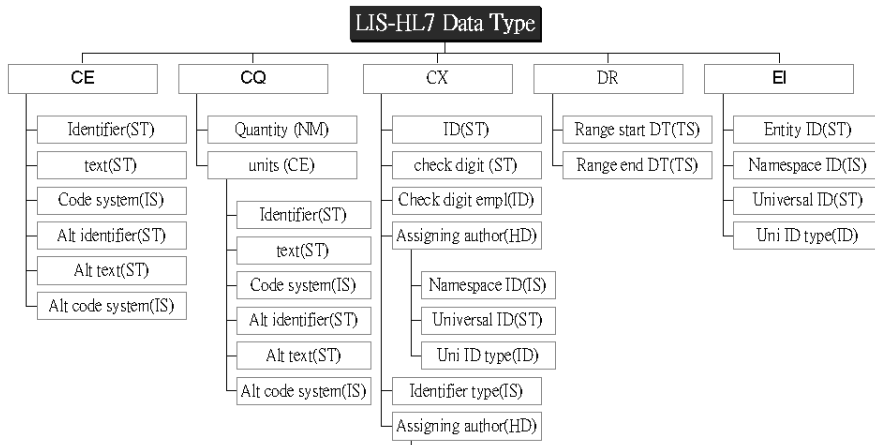 LIS-HL7 Data Type
CE
Identifier(ST)
text(ST)
Code system(IS)
Alt identifier(ST)
Alt text(ST)
Alt code system(IS)
CQ
Quantity (NM)
units (CE)
Identifier(ST)
text(ST)
Code system(IS)
Alt identifier(ST)
Alt text(ST)
Alt code system(IS)
CX
ID(ST)
check digit (ST)
Check digit empl(ID)
Assigning author(HD)
Namespace ID(IS)
Universal ID(ST)
Uni ID type(ID)
Identifier type(IS)
Assigning author(HD)
DR
Range start DT(TS)
Range end DT(TS)
EI
Entity ID(ST)
Namespace ID(IS)
Universal ID(ST)
Uni ID type(ID)